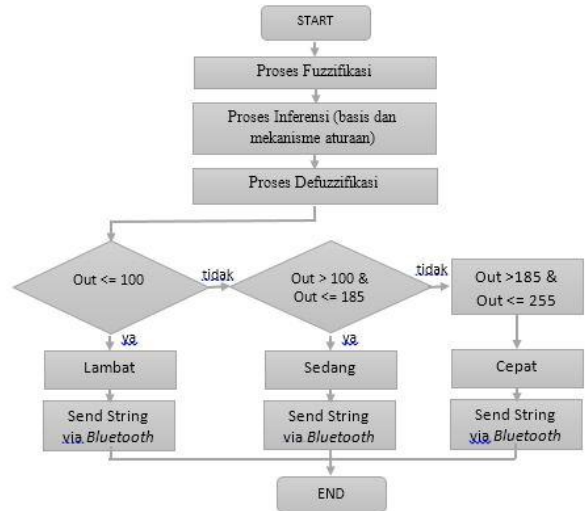 START
Proses Fuzzifikasi
Proses Inferensi (basis dan
mekanisme aturaan)
Proses Defuzzifikasi
Out <= 100
tidak
Out > 100 &
Out <= 185
tidak
Out >185 &
Out <= 255
ya
ya
Lambat
Sedang
Cepat
Send String
via Bluetooth
Send String
via Bluetooth
Send String
via Bluetooth
END